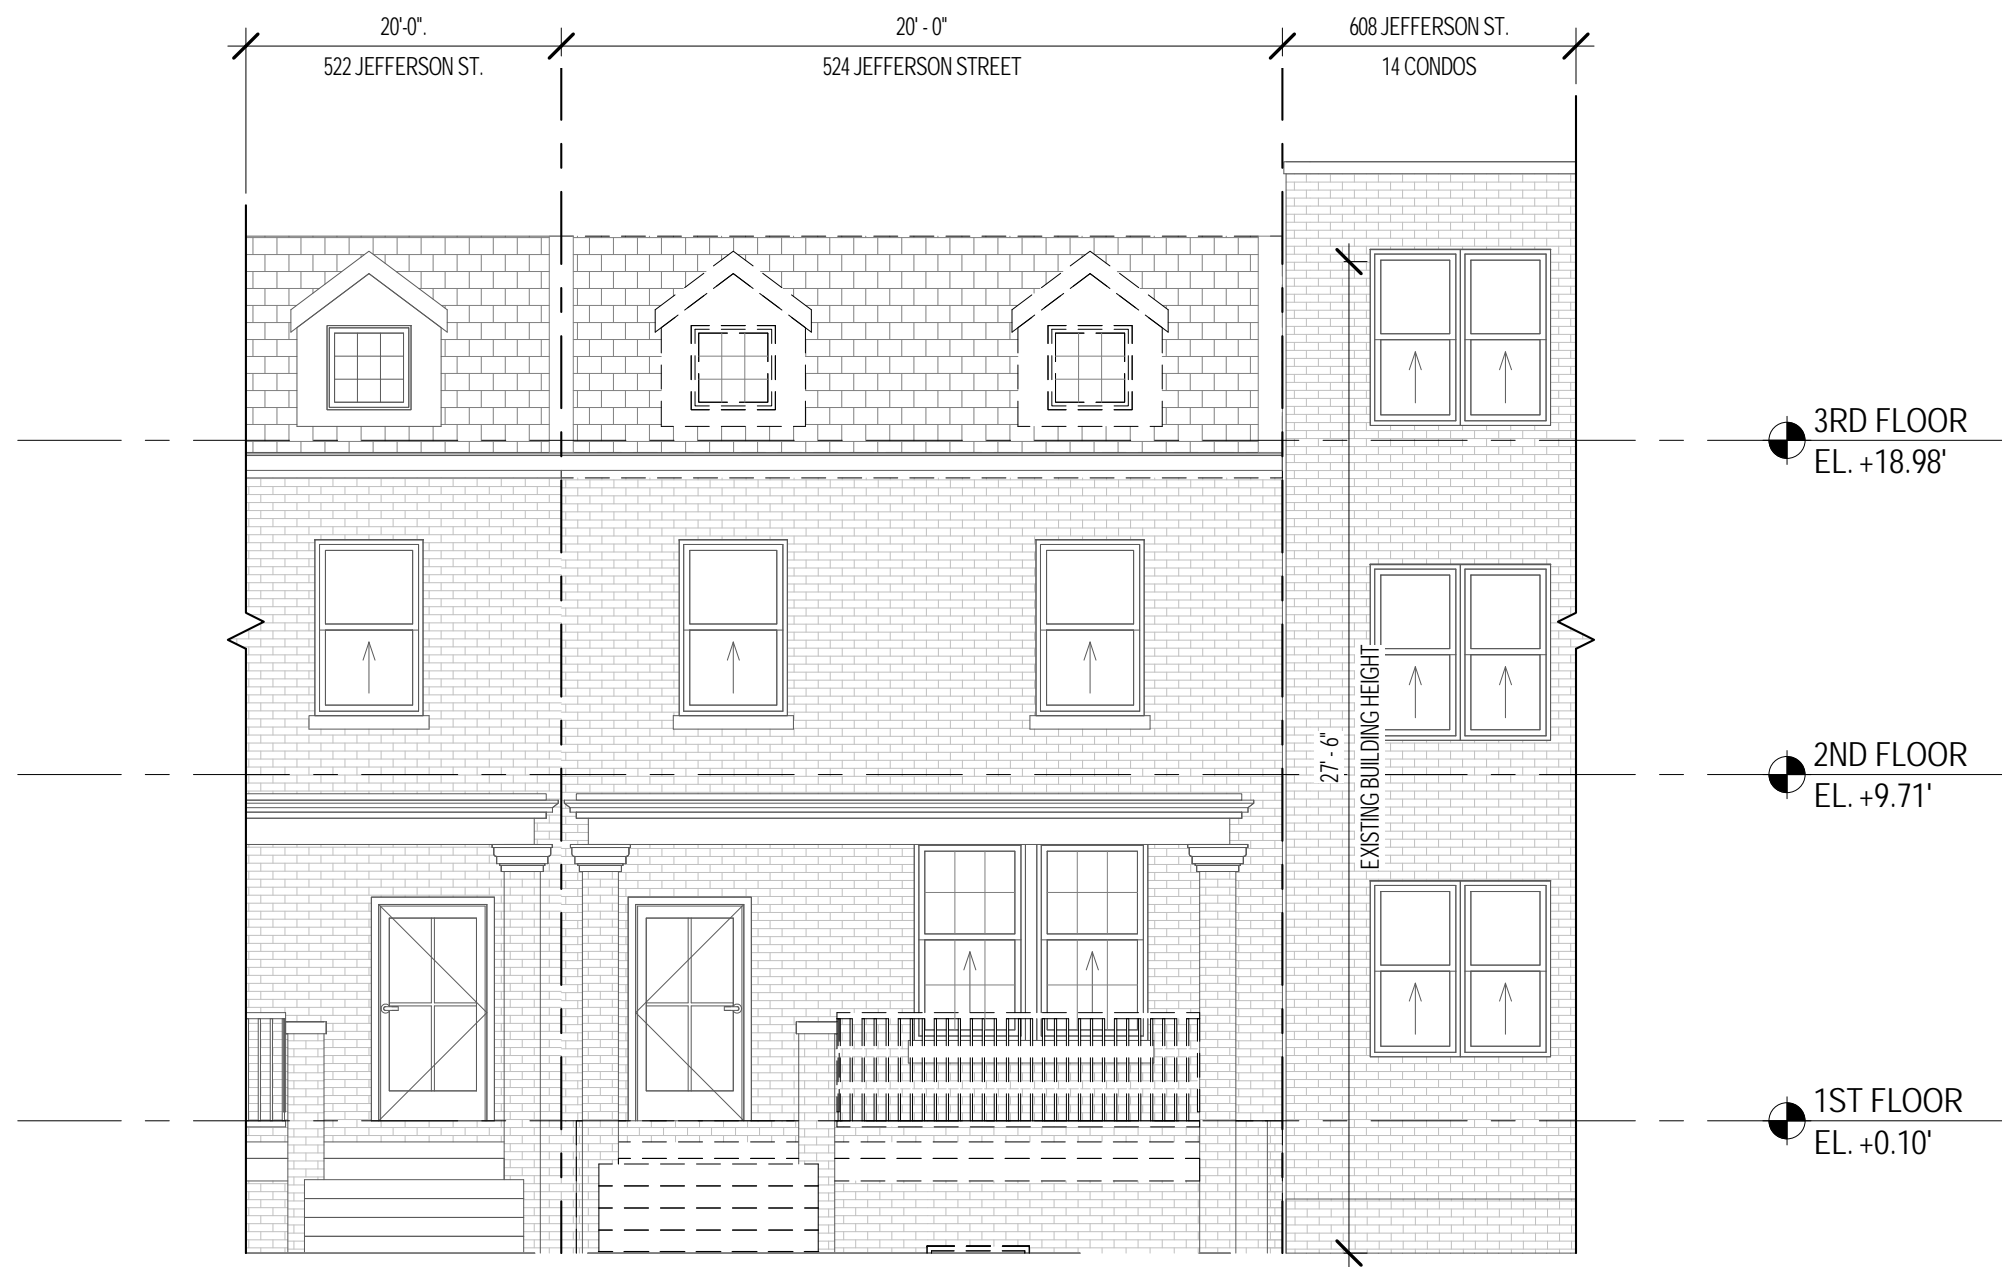 20'-0".
20' - 0"
608 JEFFERSON ST.
522 JEFFERSON ST.
524 JEFFERSON STREET
14 CONDOS
3RD FLOOR
EL. +18.98'
27' - 6"
EXISTING BUILDING HEIGHT
2ND FLOOR
EL. +9.71'
1ST FLOOR
EL. +0.10'